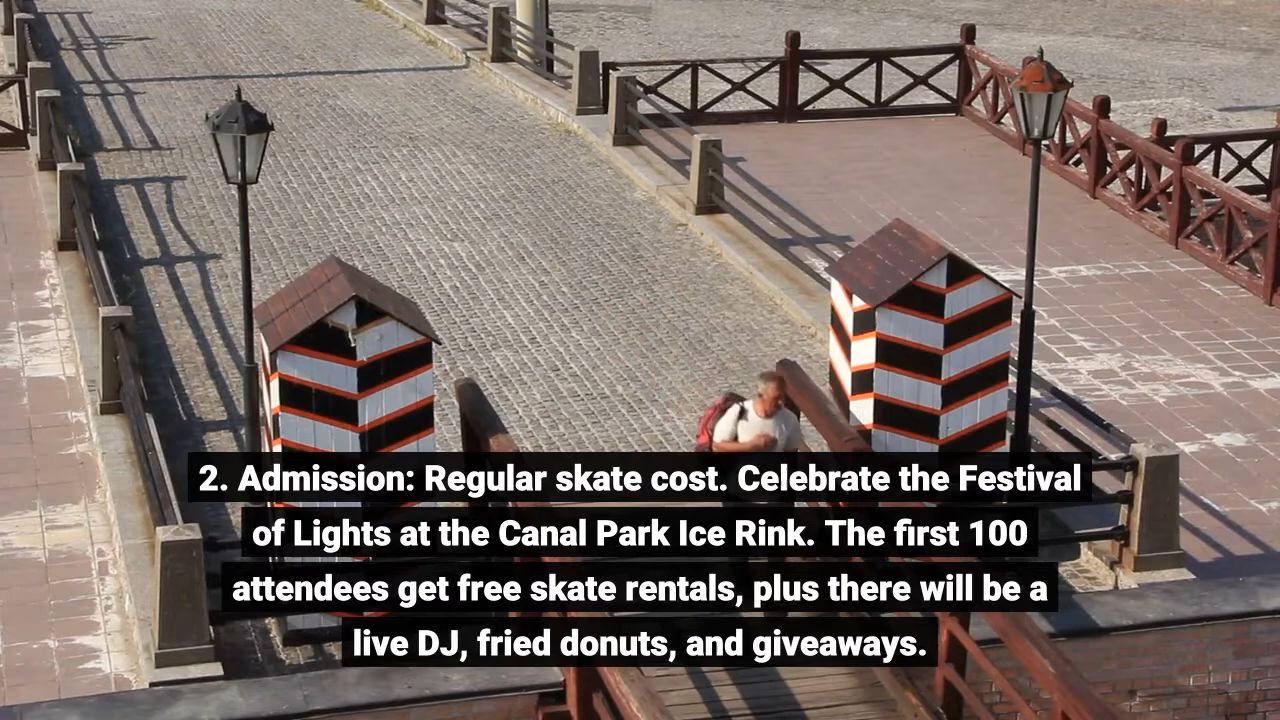 2. Admission: Regular skate cost. Celebrate the Festival
of Lights at the Canal Park Ice Rink. The first 100
attendees get free skate rentals, plus there will be a
live DJ, fried donuts, and giveaways.